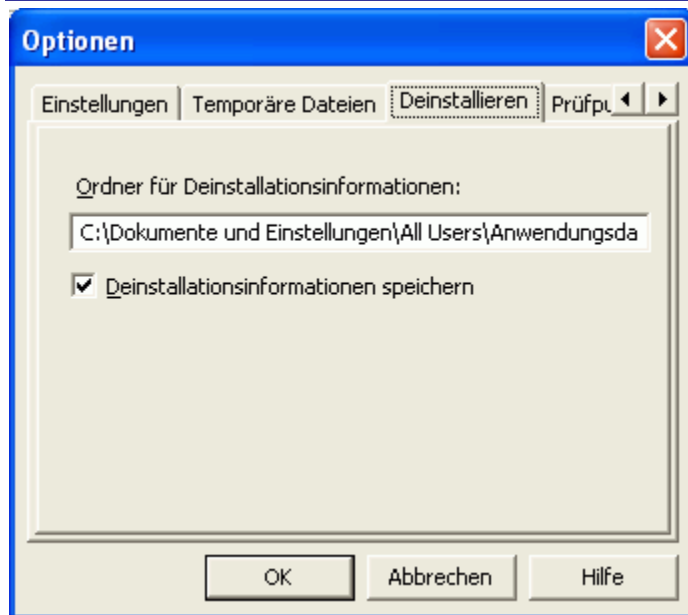 Optionen
Einstellungen Temporäre Dateien Deinstallieren Prüfpu
Ordner für Deinstallationsinformationen:
C:\Dokumente und Einstellungen\All Users\Anwendungsda
Deinstallationsinformationen speichern
OK Abbrechen Hilfe